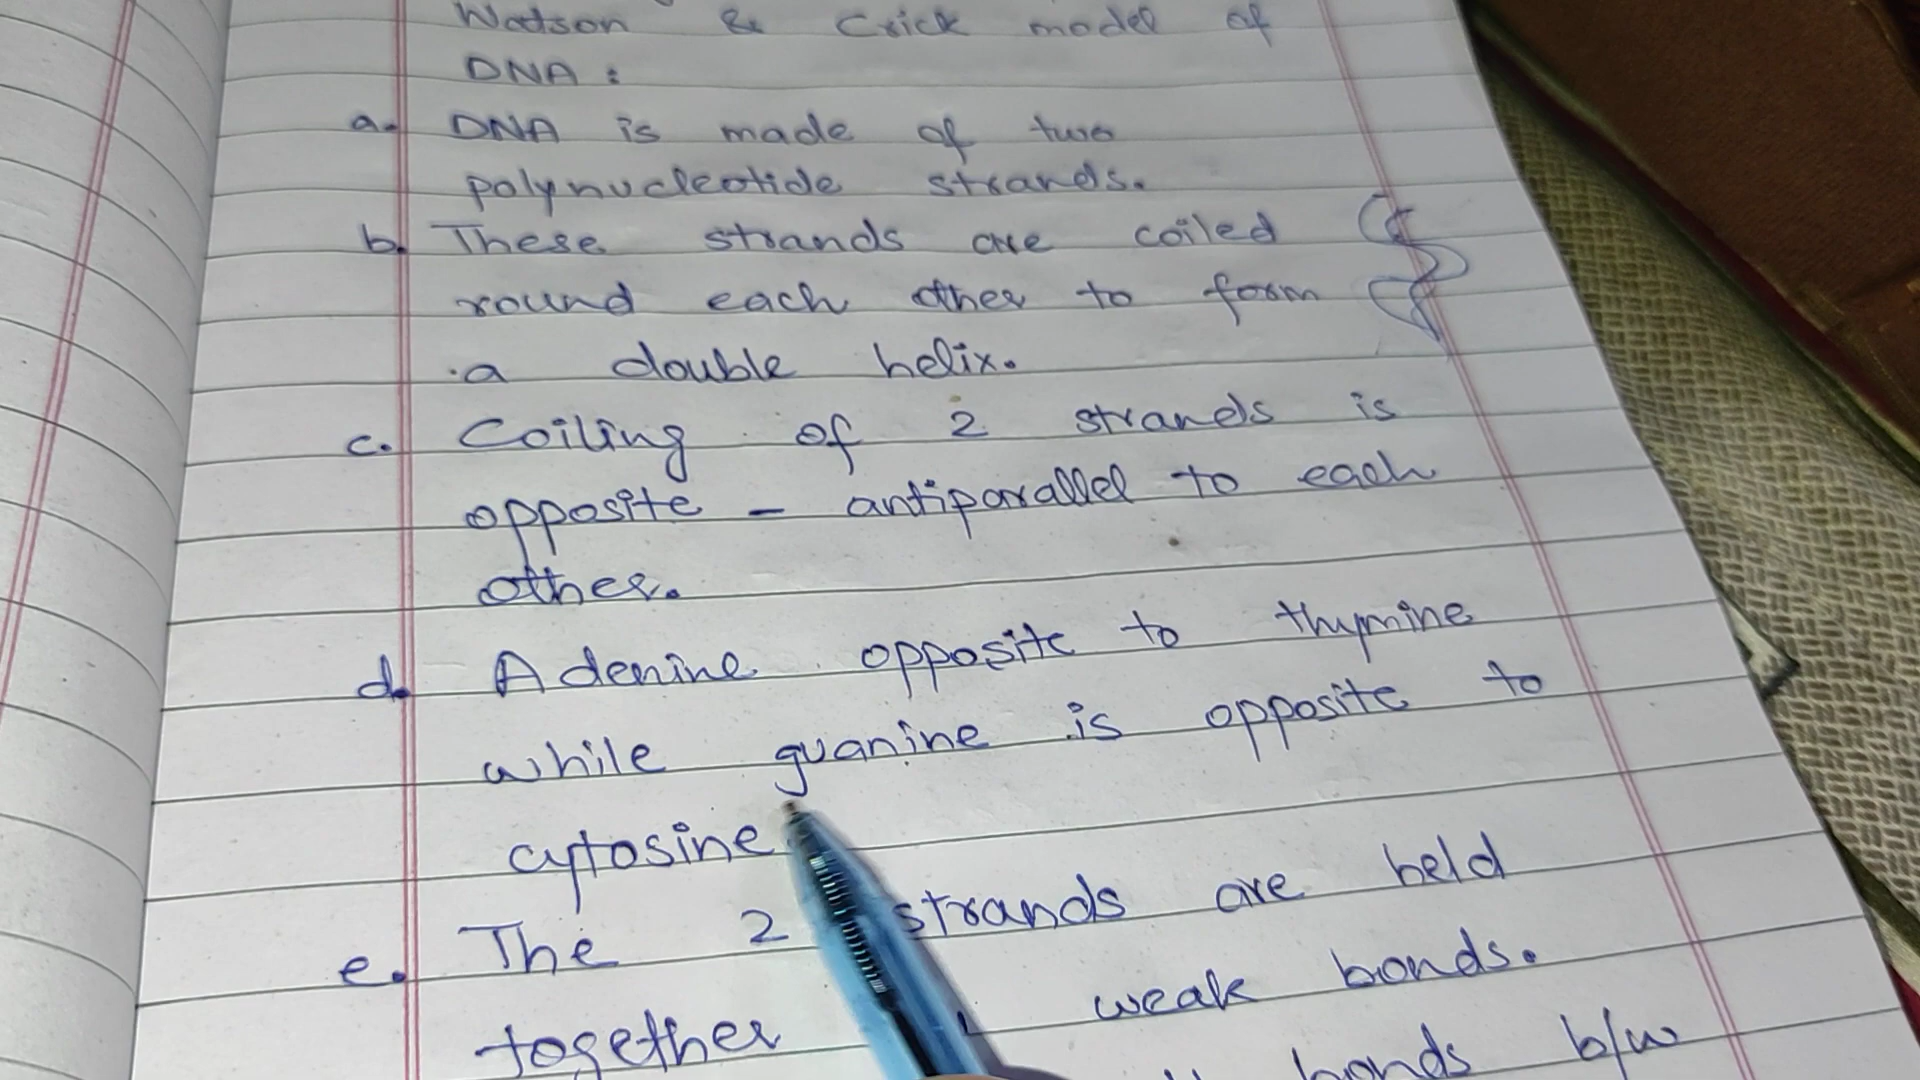 Watson & Crick model of
DNA :
a. DNA is made of two
polynucleotide strands.
b. These strands are coiled
round each other to form
a double helix.
c. Coiling of 2 strands is
opposite - antiparallel to each
other.
d. Adenine opposite to thymine
while guanine is opposite to
cytosine
e. The 2 strands are held
together weak bonds.
bonds b/w